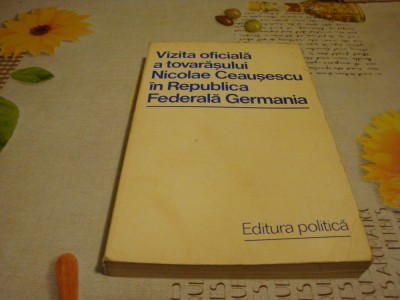 Vizita oficială
a tovarășului
Nicolae Ceaușescu
în Republica
Federală Germania
Editura politică